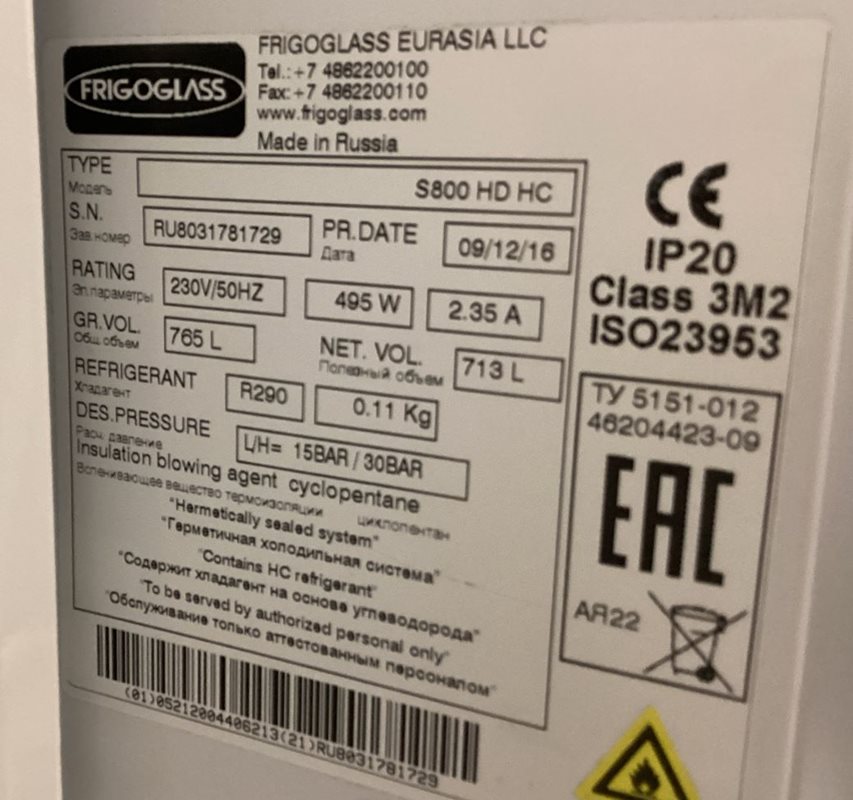 FRIGOGLASS
FRIGOGLASS EURASIA LLC
Tel.:+7 4862200100
Fax:+7 4862200110
www.frigoglass.com
Made in Russia
TYPE S800 HD HC
Модель
S.N. RU8031781729 PR.DATE 09/12/16
Зав.номер Дата
RATING 230V/50HZ 495 W 2.35 A
Эл.параметры
GR.VOL. 765 L NET. VOL. 713 L
Общ.объем Полезный объем
REFRIGERANT R290 0.11 Kg
Хладагент
DES.PRESSURE L/H= 15BAR / 30BAR
Расч. давление
Insulation blowing agent cyclopentane
Вспенивающее вещество термоизоляции циклопентан
"Hermetically sealed system"
"Герметичная холодильная система"
"Contains HC refrigerant"
"Содержит хладагент на основе углеводорода"
"To be served by authorized personal only"
"Обслуживание только аттестованным персоналом"
(01)05212004406213(21)RU8031781729
CE
IP20
Class 3M2
ISO23953
ТУ 5151-012
46204423-09
EAC
АЯ22